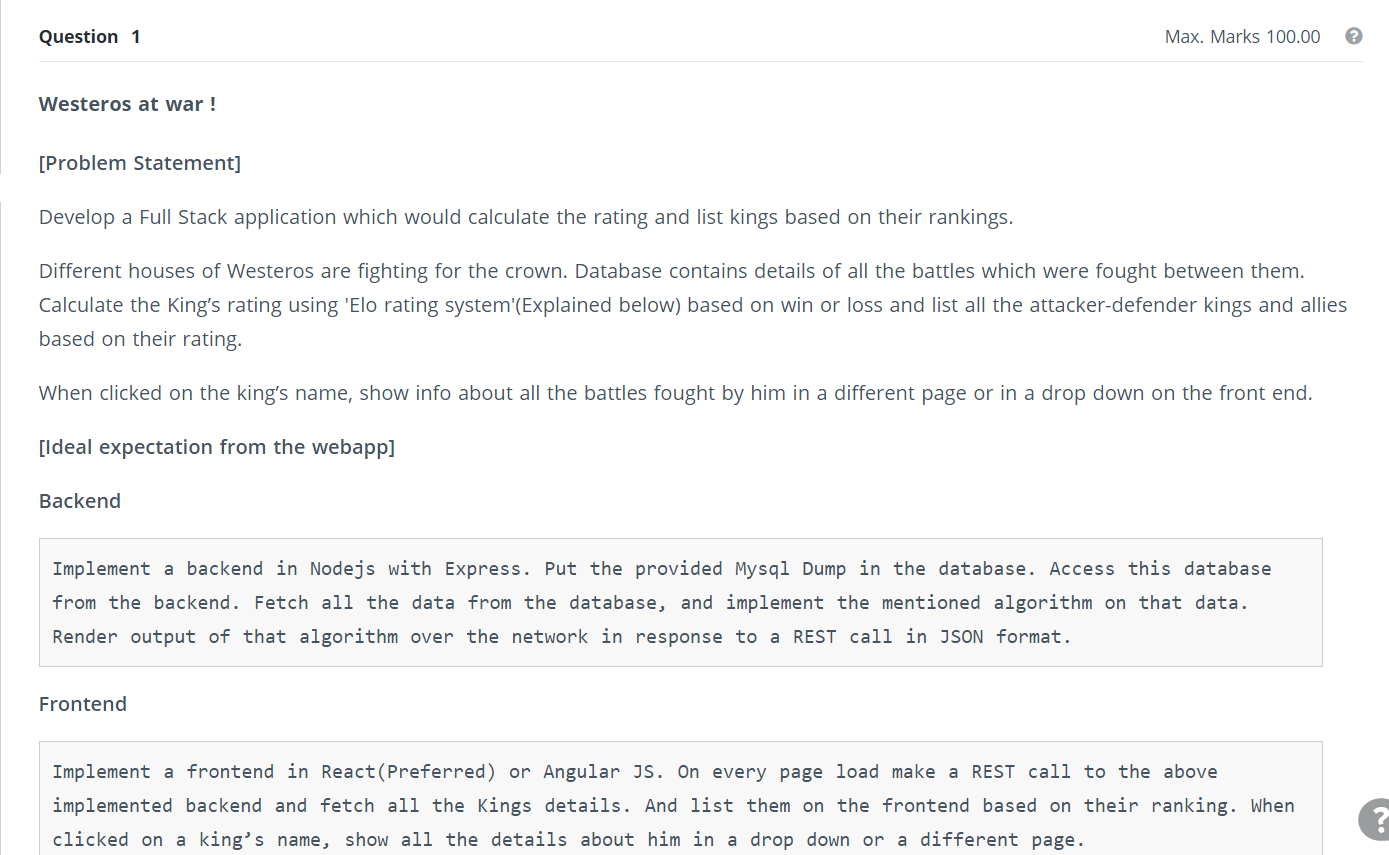 Question 1
Max. Marks 100.00
?
Westeros at war !
[Problem Statement]
Develop a Full Stack application which would calculate the rating and list kings based on their rankings.
Different houses of Westeros are fighting for the crown. Database contains details of all the battles which were fought between them.
Calculate the King’s rating using 'Elo rating system'(Explained below) based on win or loss and list all the attacker-defender kings and allies
based on their rating.
When clicked on the king’s name, show info about all the battles fought by him in a different page or in a drop down on the front end.
[Ideal expectation from the webapp]
Backend
Implement a backend in Nodejs with Express. Put the provided Mysql Dump in the database. Access this database
from the backend. Fetch all the data from the database, and implement the mentioned algorithm on that data.
Render output of that algorithm over the network in response to a REST call in JSON format.
Frontend
Implement a frontend in React(Preferred) or Angular JS. On every page load make a REST call to the above
implemented backend and fetch all the Kings details. And list them on the frontend based on their ranking. When
clicked on a king’s name, show all the details about him in a drop down or a different page.
?